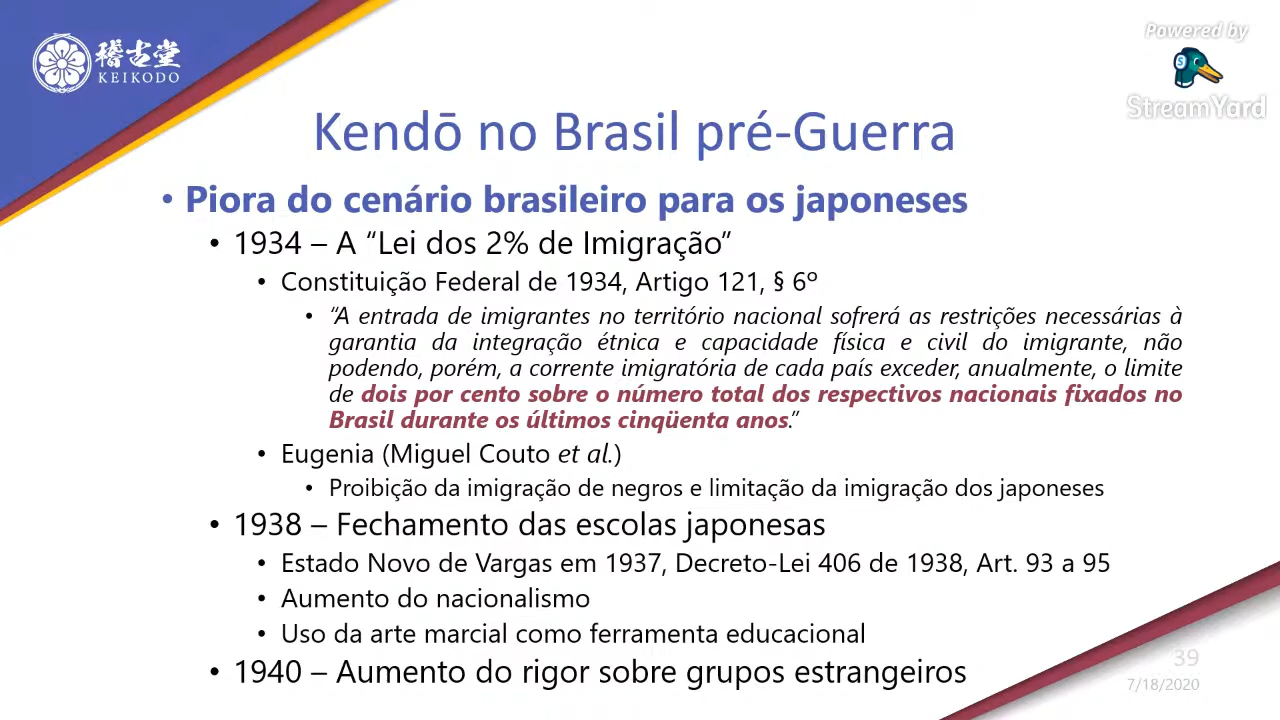 稽古堂
KEIKODO
Powered by
StreamYard
Kendō no Brasil pré-Guerra
• Piora do cenário brasileiro para os japoneses
• 1934 – A “Lei dos 2% de Imigração”
• Constituição Federal de 1934, Artigo 121, § 6º
• “A entrada de imigrantes no território nacional sofrerá as restrições necessárias à
garantia da integração étnica e capacidade física e civil do imigrante, não
podendo, porém, a corrente imigratória de cada país exceder, anualmente, o limite
de dois por cento sobre o número total dos respectivos nacionais fixados no
Brasil durante os últimos cinqüenta anos.”
• Eugenia (Miguel Couto et al.)
• Proibição da imigração de negros e limitação da imigração dos japoneses
• 1938 – Fechamento das escolas japonesas
• Estado Novo de Vargas em 1937, Decreto-Lei 406 de 1938, Art. 93 a 95
• Aumento do nacionalismo
• Uso da arte marcial como ferramenta educacional
• 1940 – Aumento do rigor sobre grupos estrangeiros
39
7/18/2020